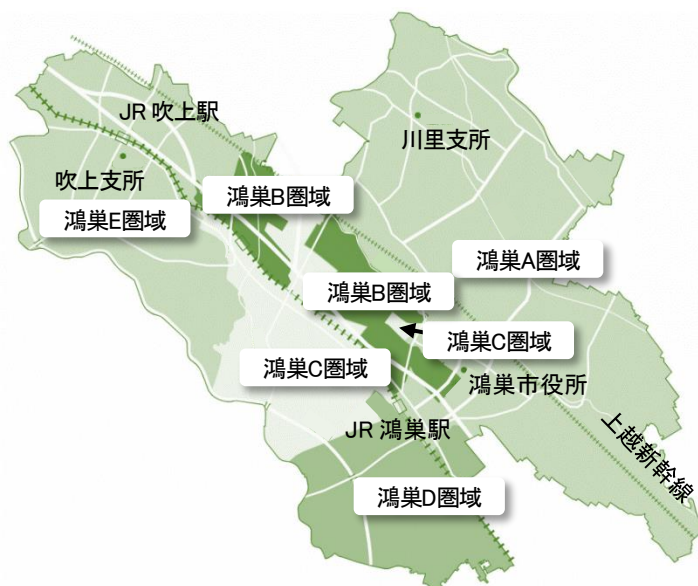 JR 吹上駅
川里支所
吹上支所
鴻巣B圏域
鴻巣E圏域
鴻巣A圏域
鴻巣B圏域
鴻巣C圏域
鴻巣C圏域
鴻巣市役所
JR 鴻巣駅
上越新幹線
鴻巣D圏域